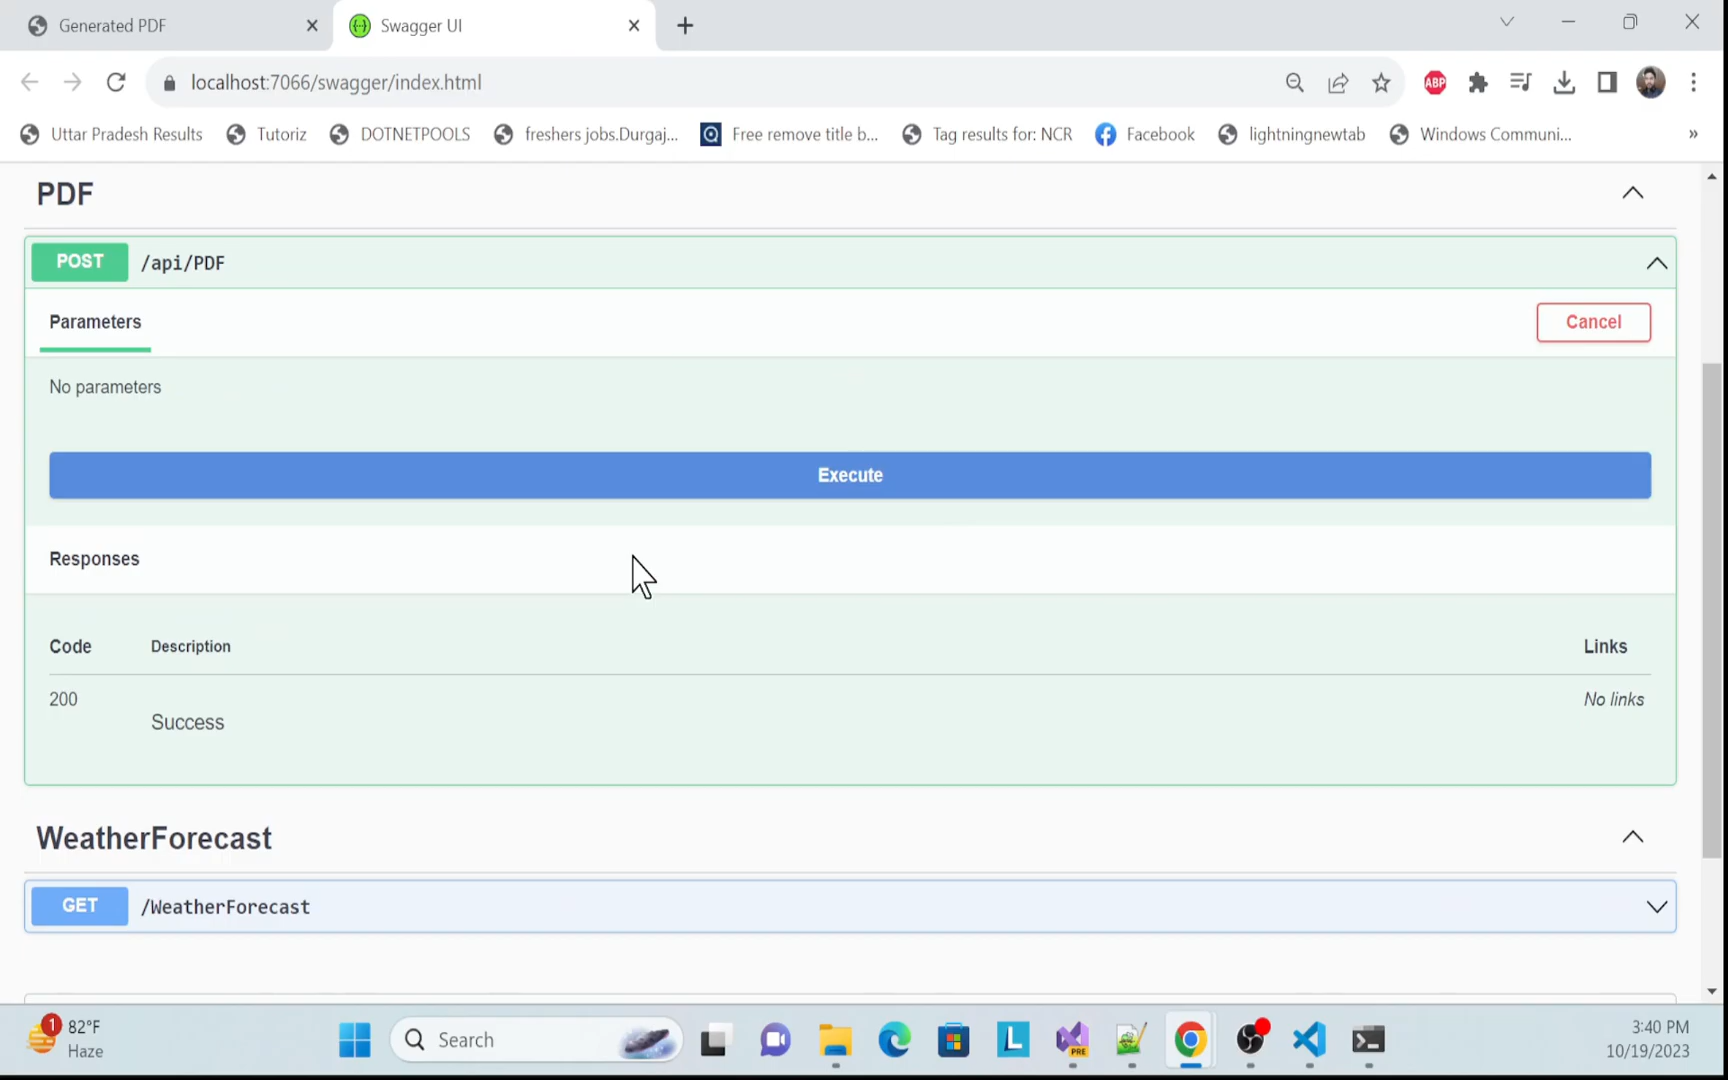 Generated PDF
Swagger UI
localhost:7066/swagger/index.html
ABP
Uttar Pradesh Results
Tutoriz
DOTNETPOOLS
freshers jobs.Durgaj...
Free remove title b...
Tag results for: NCR
Facebook
lightningnewtab
Windows Communi...
»
PDF
POST /api/PDF
Parameters
Cancel
No parameters
Execute
Responses
Code Description Links
200 No links
Success
WeatherForecast
GET /WeatherForecast
1
82°F
Haze
Search
L
PRE
3:40 PM
10/19/2023